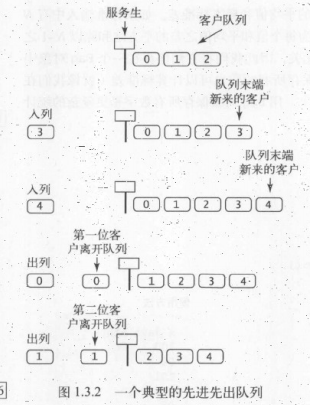 服务生
客户队列
0 1 2
队列末端
新来的客户
入列
3 0 1 2 3
队列末端
新来的客户
入列
4 0 1 2 3 4
第一位客
户离开队列
出列
0 0 1 2 3 4
第二位客
户离开队列
出列
1 1 2 3 4
图 1.3.2 一个典型的先进先出队列